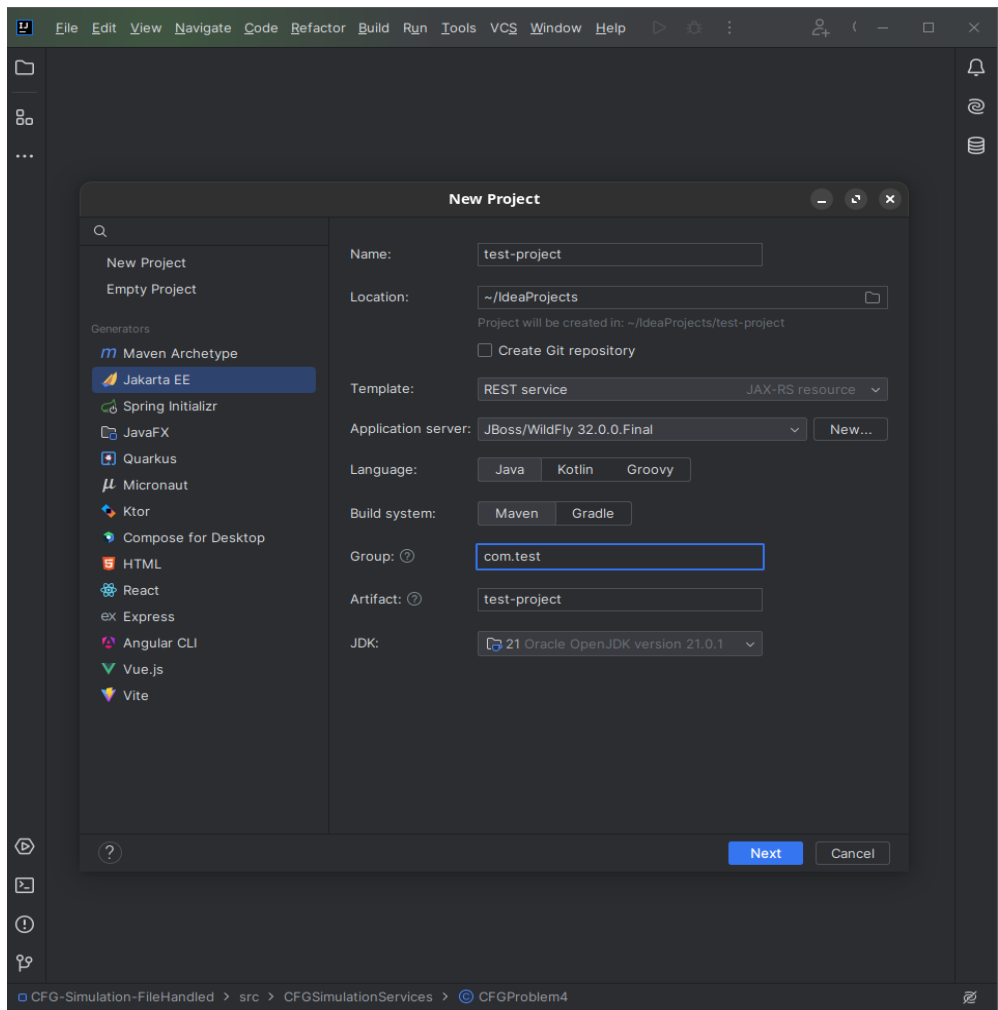 File Edit View Navigate Code Refactor Build Run Tools VCS Window Help
New Project
New Project
Empty Project
Generators
Maven Archetype
Jakarta EE
Spring Initializr
JavaFX
Quarkus
Micronaut
Ktor
Compose for Desktop
HTML
React
Express
Angular CLI
Vue.js
Vite
Name: test-project
Location: ~/IdeaProjects
Project will be created in: ~/IdeaProjects/test-project
Create Git repository
Template: REST service JAX-RS resource
Application server: JBoss/WildFly 32.0.0.Final New...
Language: Java Kotlin Groovy
Build system: Maven Gradle
Group: com.test
Artifact: test-project
JDK: 21 Oracle OpenJDK version 21.0.1
Next Cancel
CFG-Simulation-FileHandled > src > CFGSimulationServices > CFGProblem4